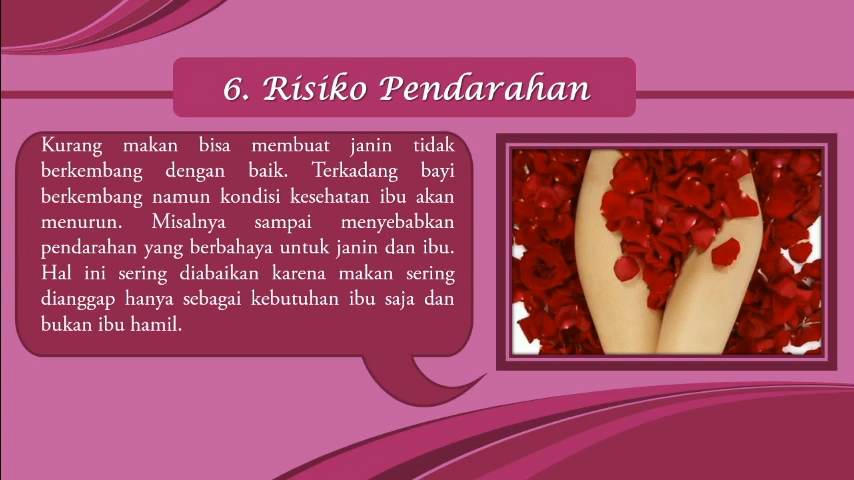 6. Risiko Pendarahan
Kurang makan bisa membuat janin tidak
berkembang dengan baik. Terkadang bayi
berkembang namun kondisi kesehatan ibu akan
menurun. Misalnya sampai menyebabkan
pendarahan yang berbahaya untuk janin dan ibu.
Hal ini sering diabaikan karena makan sering
dianggap hanya sebagai kebutuhan ibu saja dan
bukan ibu hamil.